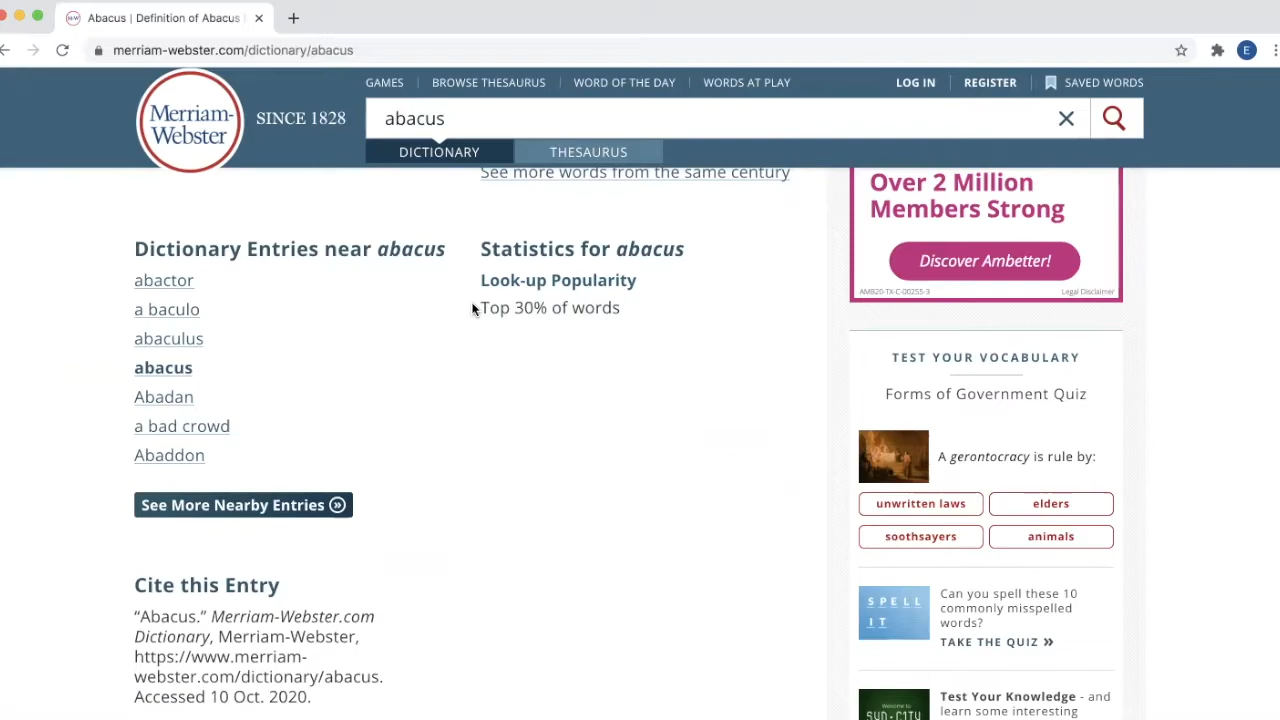 Abacus | Definition of Abacus
merriam-webster.com/dictionary/abacus
E
GAMES
BROWSE THESAURUS
WORD OF THE DAY
WORDS AT PLAY
LOG IN
REGISTER
SAVED WORDS
Merriam-
Webster
SINCE 1828
abacus
DICTIONARY
THESAURUS
See more words from the same century
Dictionary Entries near abacus
abactor
a baculo
abaculus
abacus
Abadan
a bad crowd
Abaddon
See More Nearby Entries
Statistics for abacus
Look-up Popularity
Top 30% of words
Cite this Entry
“Abacus.” Merriam-Webster.com
Dictionary, Merriam-Webster,
https://www.merriam-
webster.com/dictionary/abacus.
Accessed 10 Oct. 2020.
Over 2 Million
Members Strong
Discover Ambetter!
AMB20-TX-C-00255-3
Legal Disclaimer
TEST YOUR VOCABULARY
Forms of Government Quiz
A gerontocracy is rule by:
unwritten laws
elders
soothsayers
animals
SPELL
IT
Can you spell these 10
commonly misspelled
words?
TAKE THE QUIZ »
Test Your Knowledge - and
learn some interesting